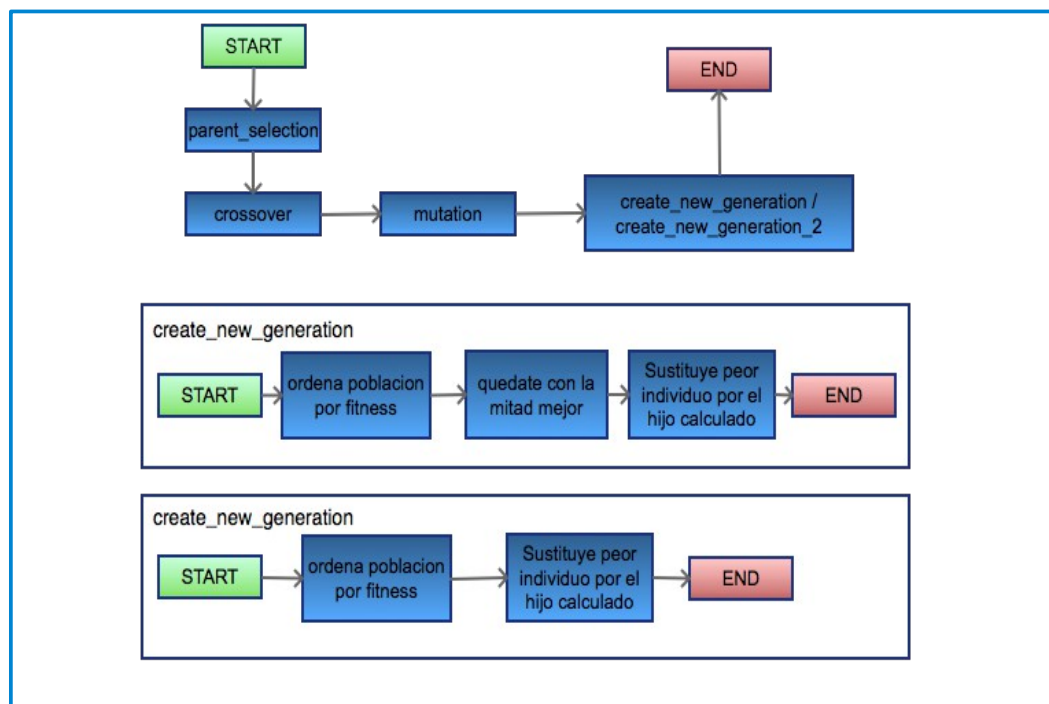 START
END
parent_selection
crossover
mutation
create_new_generation /
create_new_generation_2
create_new_generation
START
ordena poblacion
por fitness
quedate con la
mitad mejor
Sustituye peor
individuo por el
hijo calculado
END
create_new_generation
START
ordena poblacion
por fitness
Sustituye peor
individuo por el
hijo calculado
END